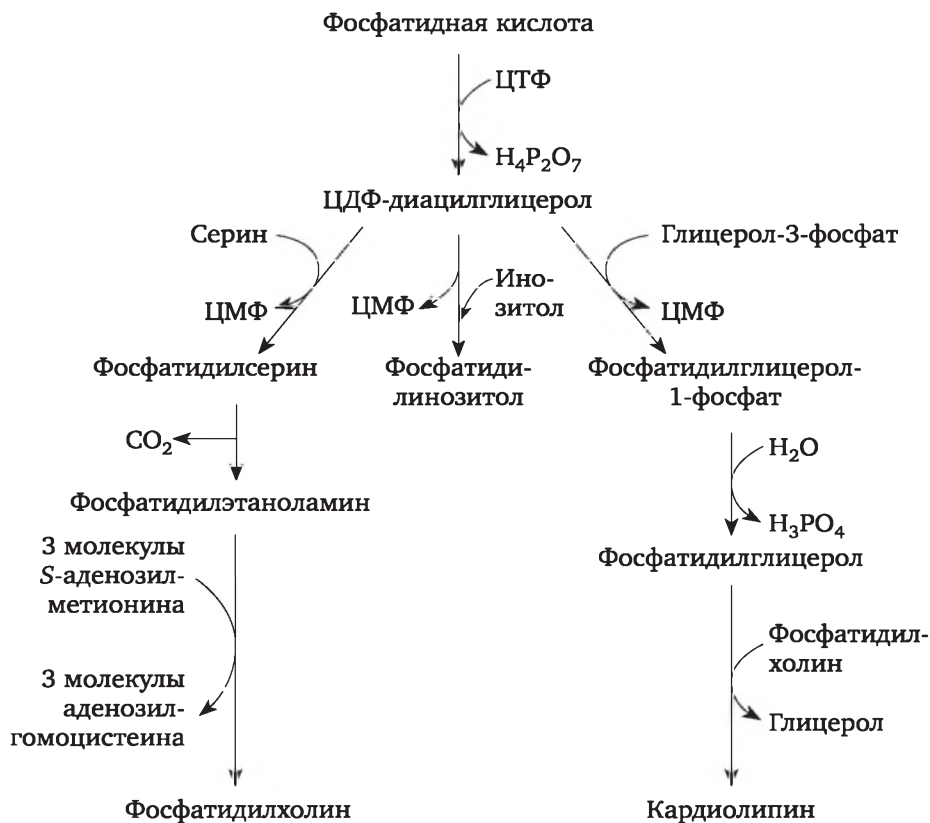 Фосфатидная кислота
ЦТФ
H₄P₂O₇
ЦДФ-диацилглицерол
Серин
ЦМФ
ЦМФ
Ино-
зитол
Глицерол-3-фосфат
ЦМФ
Фосфатидилсерин
Фосфатиди-
линозитол
Фосфатидилглицерол-
1-фосфат
CO₂
H₂O
H₃PO₄
Фосфатидилэтаноламин
Фосфатидилглицерол
3 молекулы
S-аденозил-
метионина
3 молекулы
аденозил-
гомоцистеина
Фосфатидил-
холин
Глицерол
Фосфатидилхолин
Кардиолипин